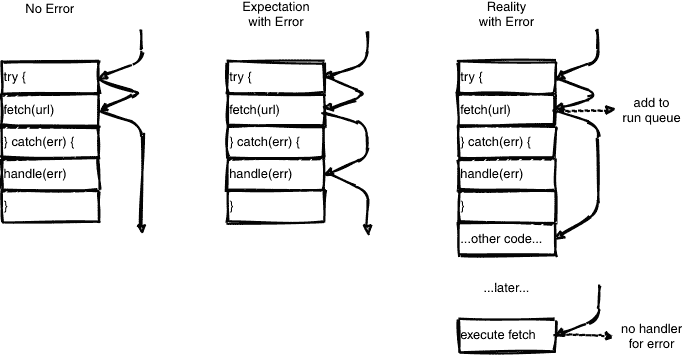 No Error
try {
fetch(url)
} catch(err) {
handle(err)
}
Expectation
with Error
try {
fetch(url)
} catch(err) {
handle(err)
}
Reality
with Error
try {
fetch(url)
add to
run queue
} catch(err) {
handle(err)
}
...other code...
...later...
execute fetch
no handler
for error